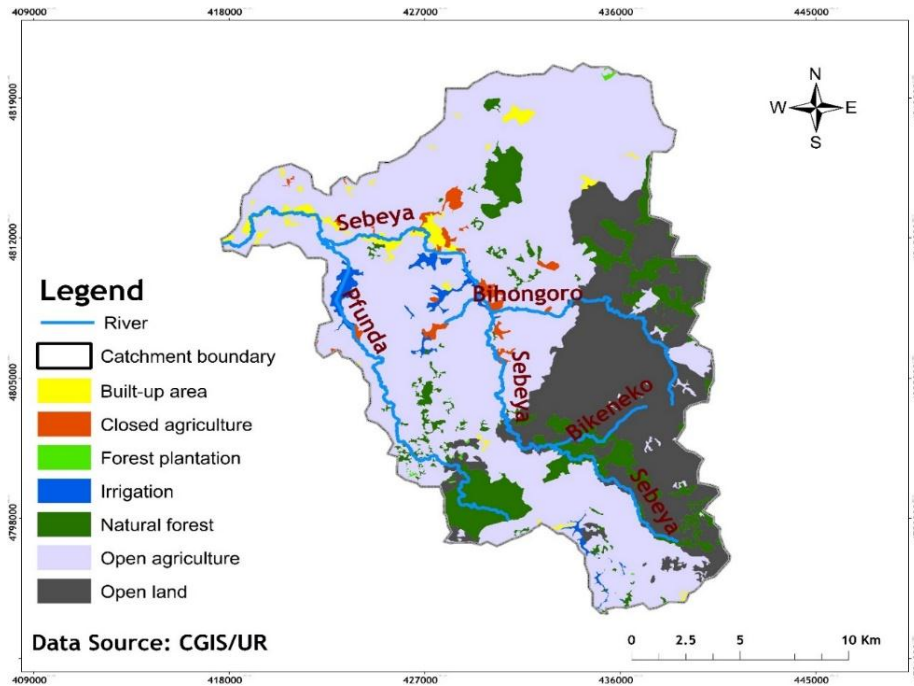 409000 418000 427000 436000 445000
N
W E
S
4819000
4812000
4805000
4798000
Sebeya
Bihongoro
Pfunda
Sebeya
Bikeneko
Sebeya
Legend
River
Catchment boundary
Built-up area
Closed agriculture
Forest plantation
Irrigation
Natural forest
Open agriculture
Open land
Data Source: CGIS/UR
0 2.5 5 10 Km
409000 418000 427000 436000 445000